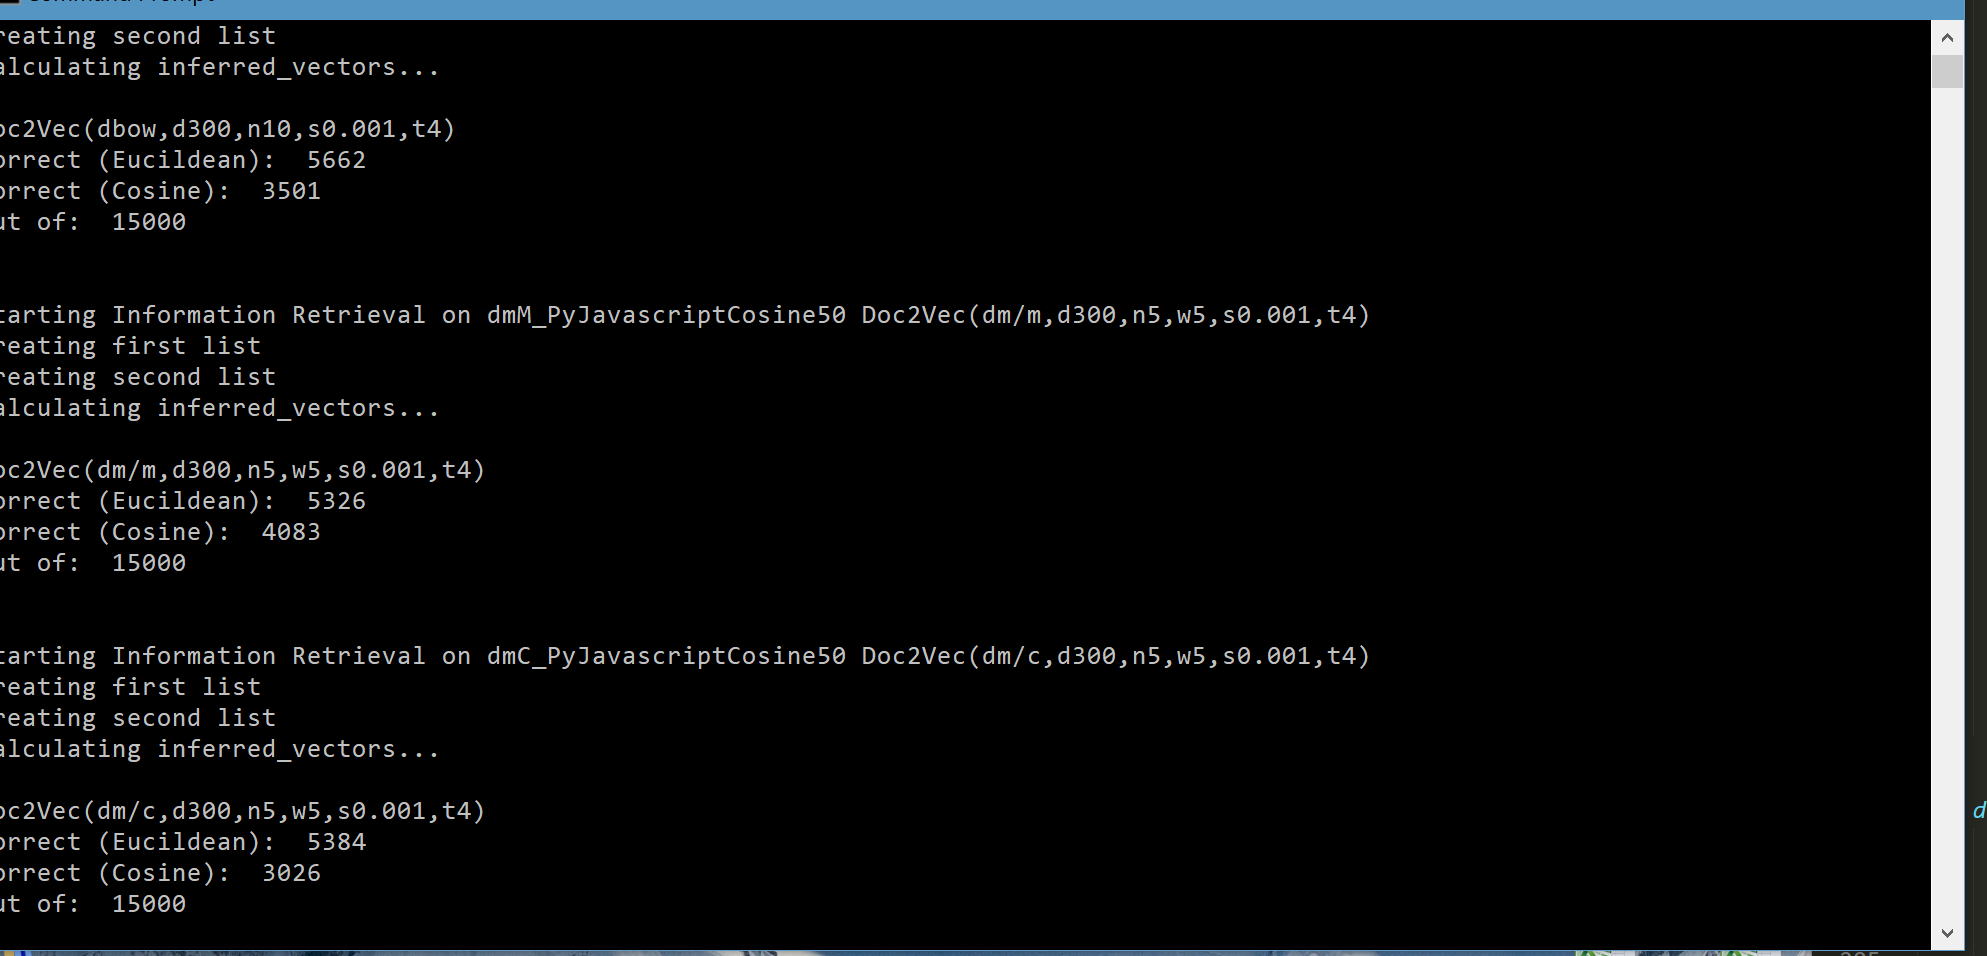 Command Prompt
reating second list
alculating inferred_vectors...
oc2Vec(dbow,d300,n10,s0.001,t4)
orrect (Eucildean):  5662
orrect (Cosine):  3501
ut of:  15000
tarting Information Retrieval on dmM_PyJavascriptCosine50 Doc2Vec(dm/m,d300,n5,w5,s0.001,t4)
reating first list
reating second list
alculating inferred_vectors...
oc2Vec(dm/m,d300,n5,w5,s0.001,t4)
orrect (Eucildean):  5326
orrect (Cosine):  4083
ut of:  15000
tarting Information Retrieval on dmC_PyJavascriptCosine50 Doc2Vec(dm/c,d300,n5,w5,s0.001,t4)
reating first list
reating second list
alculating inferred_vectors...
oc2Vec(dm/c,d300,n5,w5,s0.001,t4)
d
orrect (Eucildean):  5384
orrect (Cosine):  3026
ut of:  15000